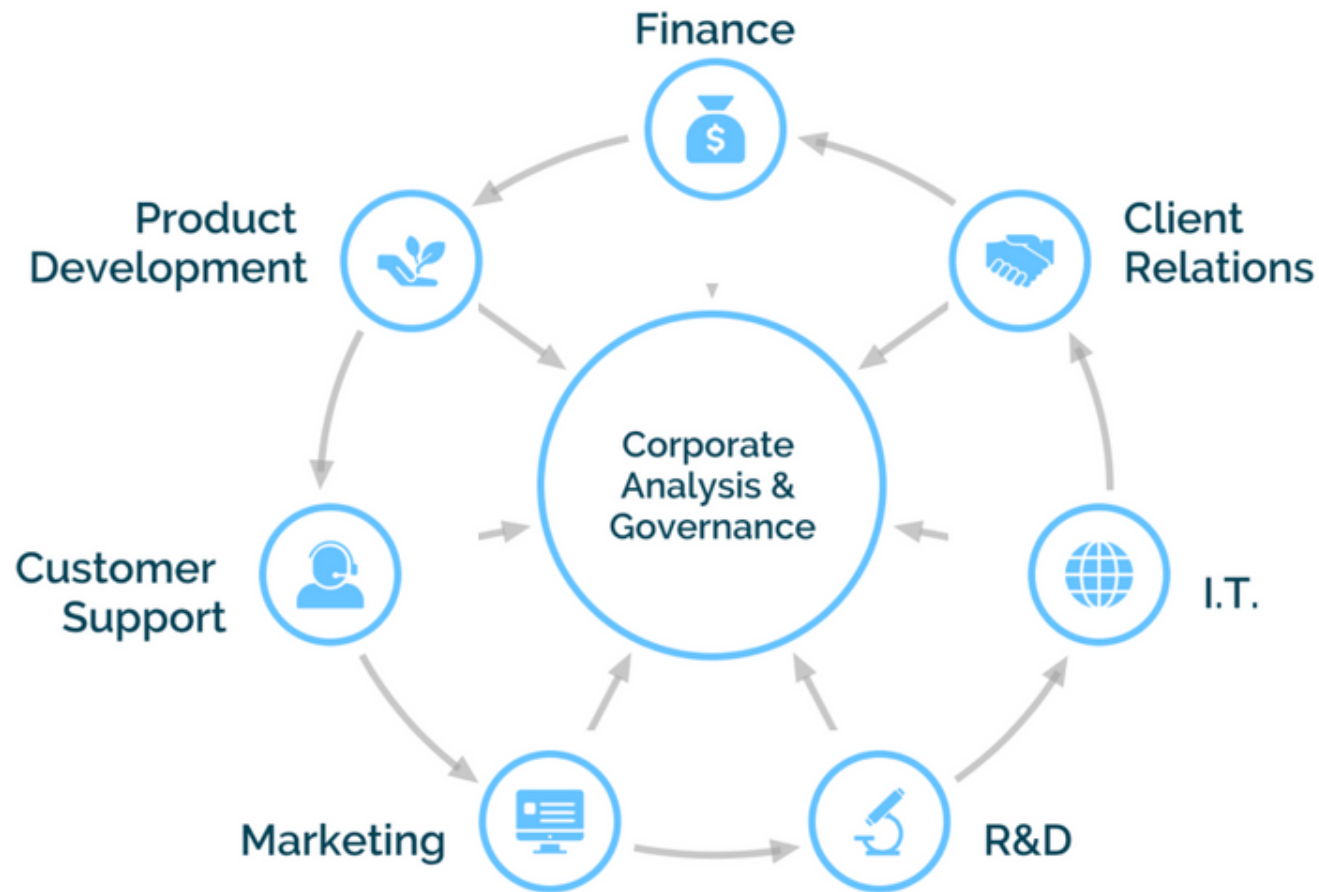 Finance
$
Product
Development
Client
Relations
Corporate
Analysis &
Governance
Customer
Support
I.T.
Marketing
R&D